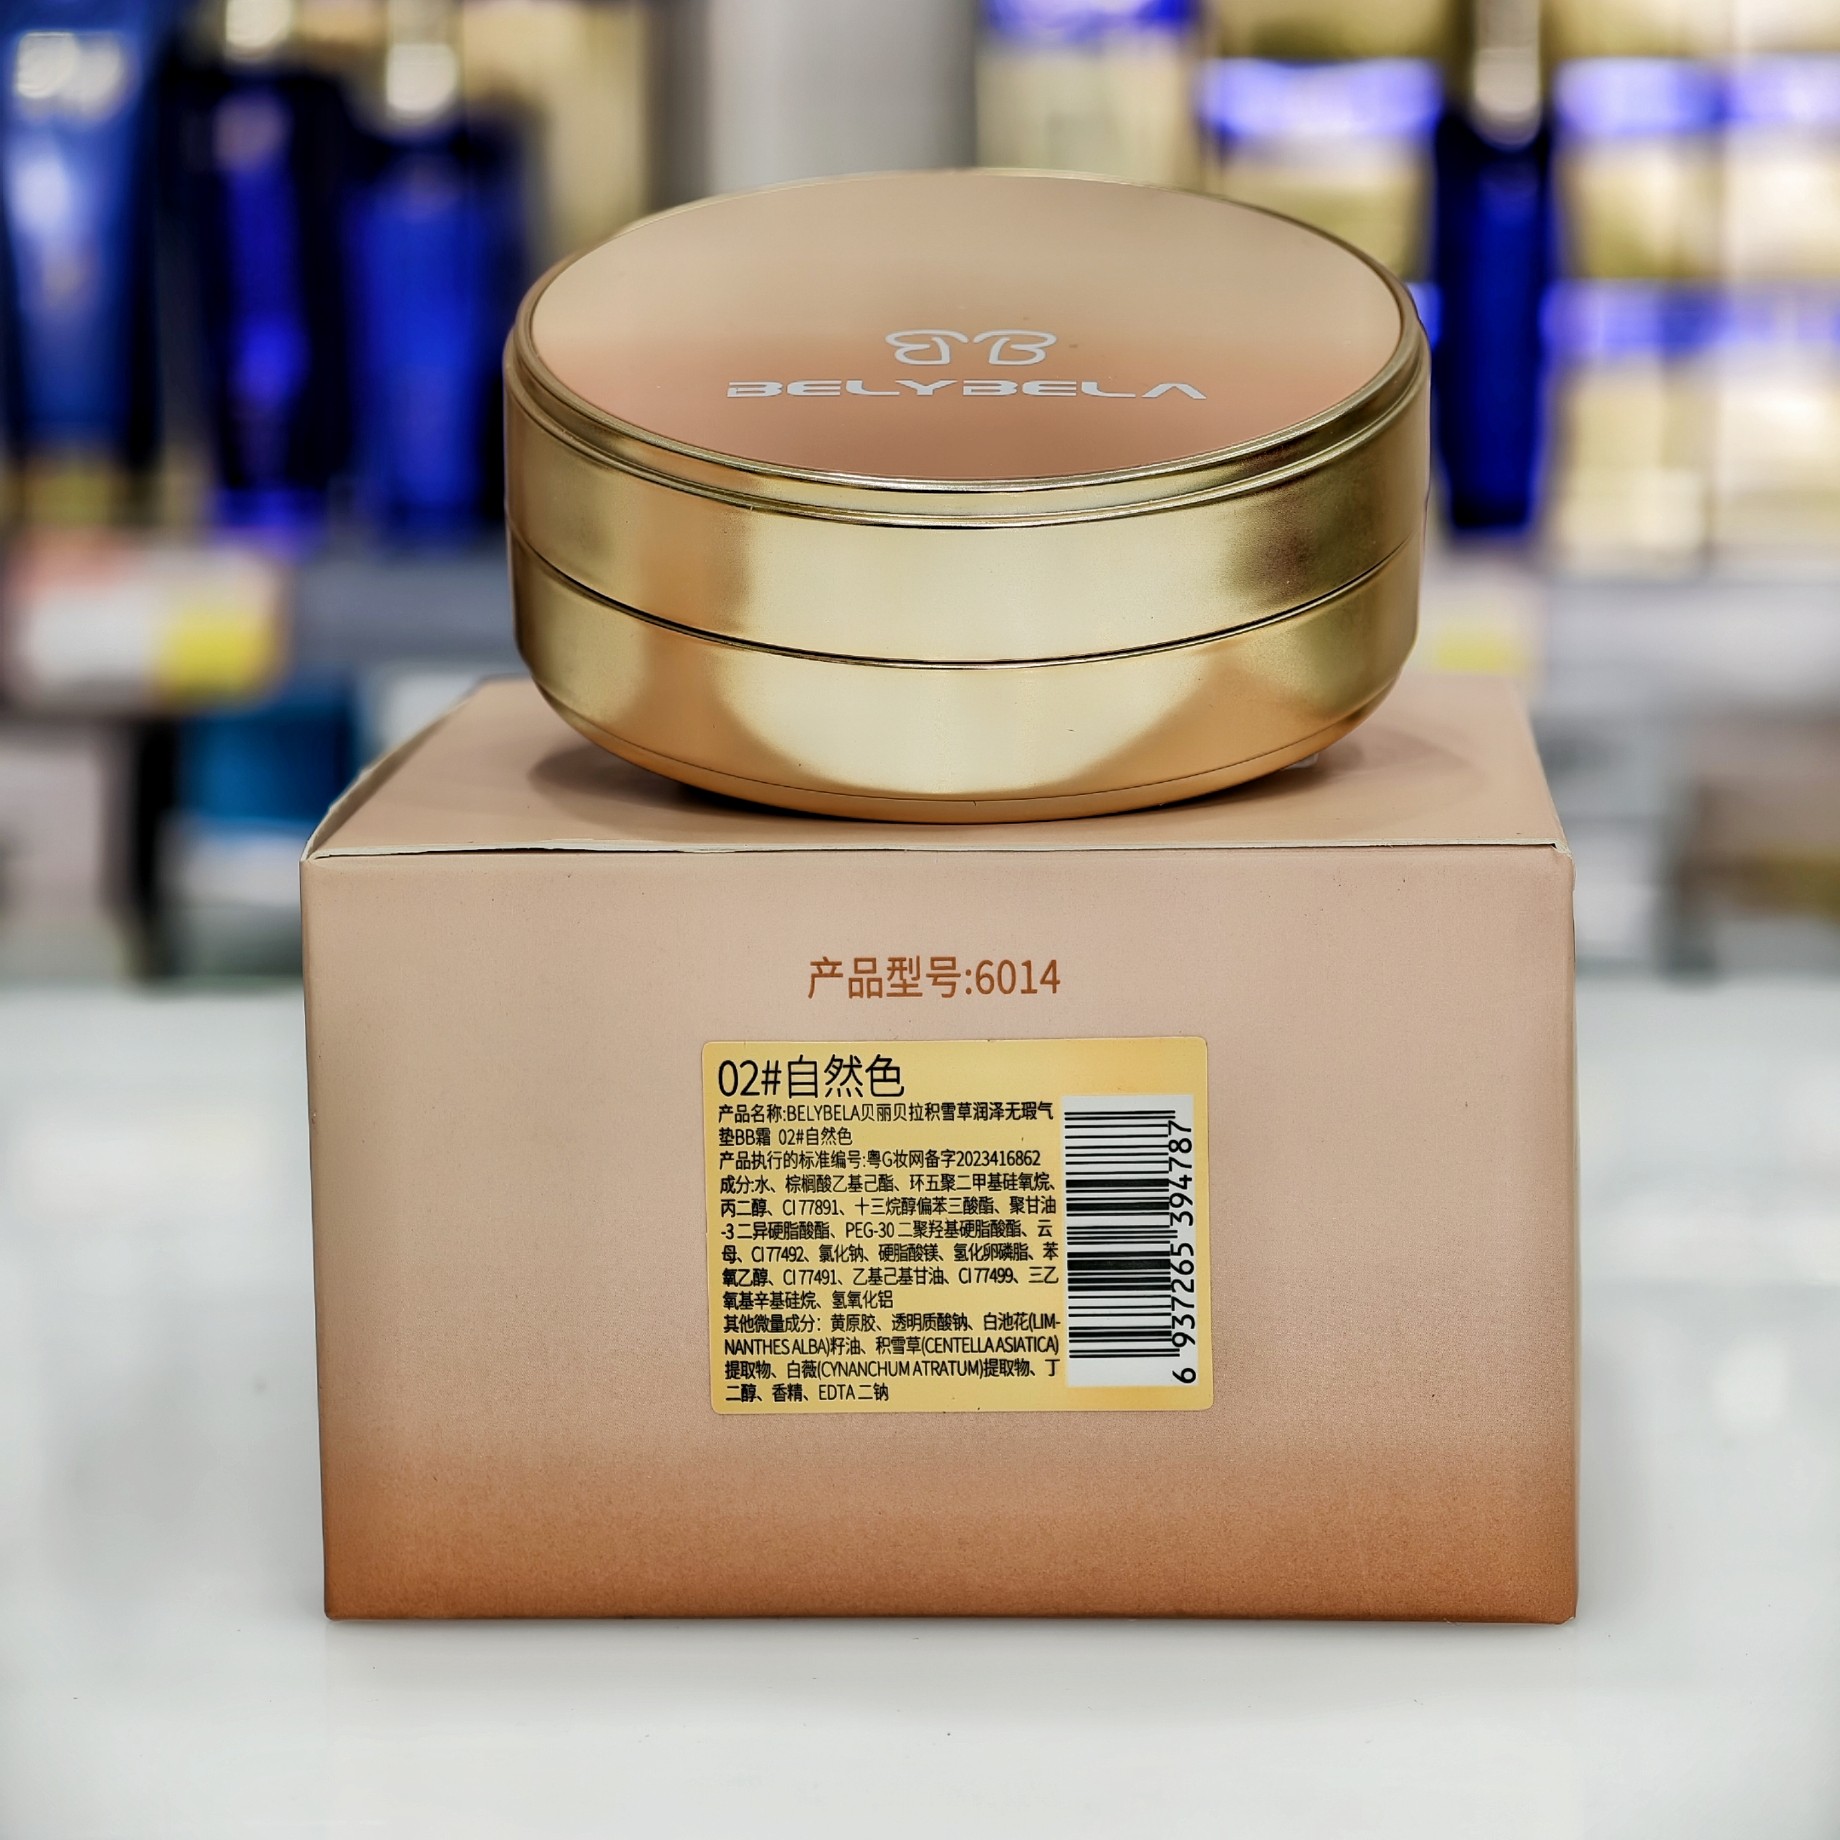 BELYBELA
产品型号:6014
02#自然色
产品名称:BELYBELA贝丽贝拉积雪草润泽无瑕气
垫BB霜 02#自然色
产品执行的标准编号:粤G妆网备字2023416862
成分:水、棕榈酸乙基己酯、环五聚二甲基硅氧烷、
丙二醇、CI 77891、十三烷醇偏苯三酸酯、聚甘油
-3 二异硬脂酸酯、PEG-30 二聚羟基硬脂酸酯、云
母、CI 77492、氯化钠、硬脂酸镁、氢化卵磷脂、苯
氧乙醇、CI 77491、乙基己基甘油、CI 77499、三乙
氧基辛基硅烷、氢氧化铝
其他微量成分：黄原胶、透明质酸钠、白池花(LIM-
NANTHES ALBA)籽油、积雪草(CENTELLA ASIATICA)
提取物、白薇(CYNANCHUM ATRATUM)提取物、丁
二醇、香精、EDTA 二钠
6 937265 394787